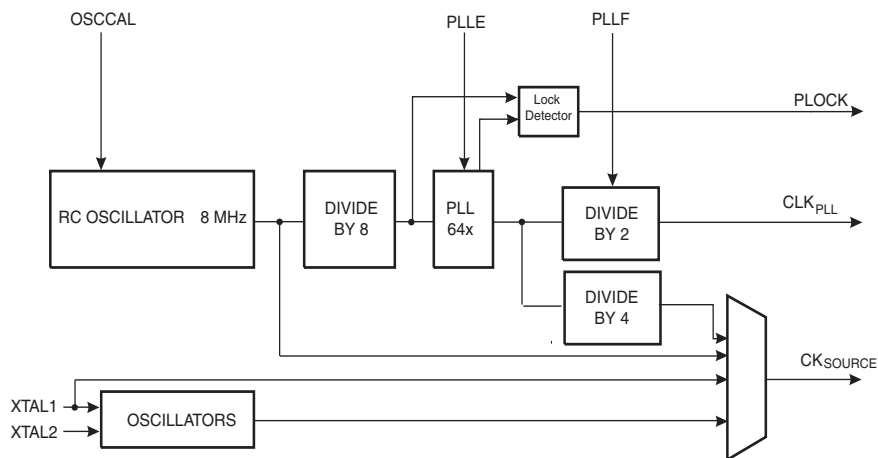 OSCCAL
PLLE
PLLF
Lock
Detector
PLOCK
RC OSCILLATOR 8 MHz
DIVIDE
BY 8
PLL
64x
DIVIDE
BY 2
CLKPLL
DIVIDE
BY 4
CKSOURCE
XTAL1
XTAL2
OSCILLATORS